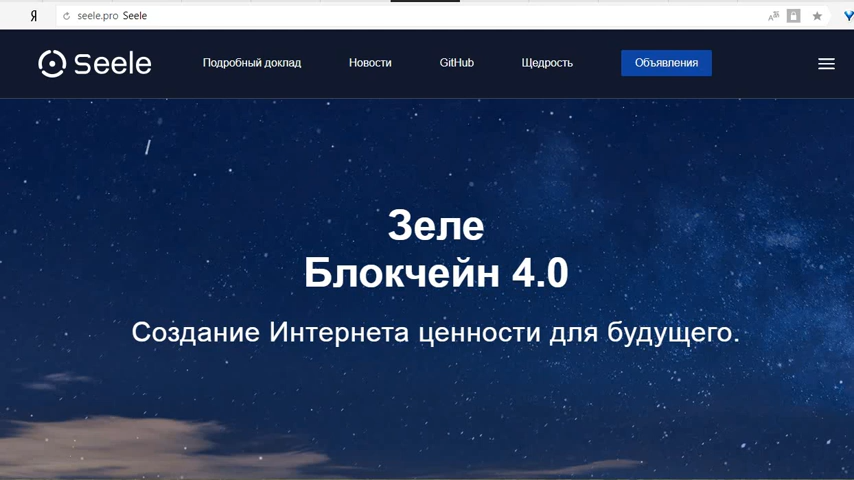 Я seele.pro Seele
Seele Подробный доклад Новости GitHub Щедрость Объявления
Зеле
Блокчейн 4.0
Создание Интернета ценности для будущего.